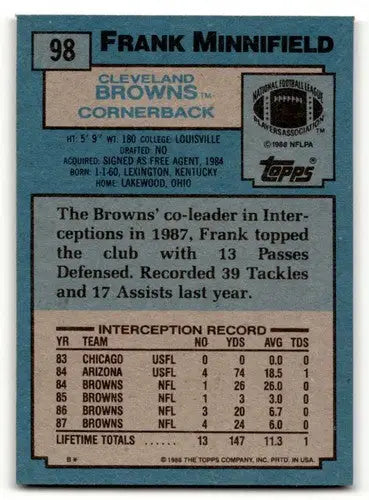 98
FRANK MINNIFIELD
CLEVELAND
BROWNS™
CORNERBACK
NATIONAL FOOTBALL LEAGUE
PLAYERS ASSOCIATION
© 1988 NFLPA
Topps
HT: 5' 9" WT: 180 COLLEGE: LOUISVILLE
DRAFTED: NO
ACQUIRED: SIGNED AS FREE AGENT, 1984
BORN: 1-1-60, LEXINGTON, KENTUCKY
HOME: LAKEWOOD, OHIO
The Browns' co-leader in Inter-
ceptions in 1987, Frank topped
the club with 13 Passes
Defensed. Recorded 39 Tackles
and 17 Assists last year.
INTERCEPTION RECORD
YR TEAM NO YDS AVG TDS
83 CHICAGO USFL 0 0 0.0 0
84 ARIZONA USFL 4 74 18.5 1
84 BROWNS NFL 1 26 26.0 0
85 BROWNS NFL 1 3 3.0 0
86 BROWNS NFL 3 20 6.7 0
87 BROWNS NFL 4 24 6.0 0
LIFETIME TOTALS ...... 13 147 11.3 1
B* © 1988 THE TOPPS COMPANY, INC. PRTD. IN U.S.A.